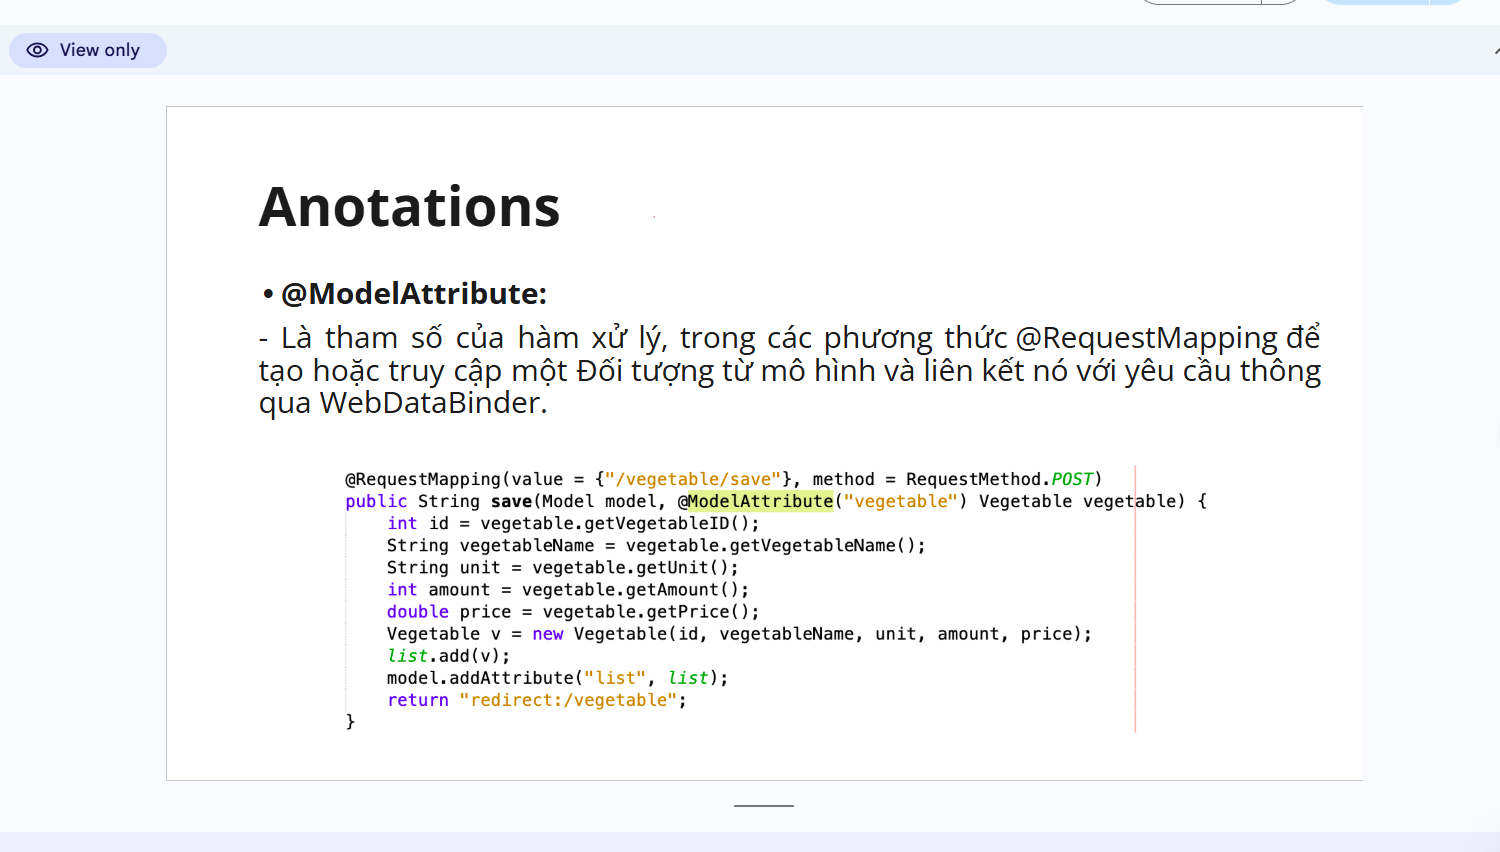 View only
Anotations
• @ModelAttribute:
- Là tham số của hàm xử lý, trong các phương thức @RequestMapping để
tạo hoặc truy cập một Đối tượng từ mô hình và liên kết nó với yêu cầu thông
qua WebDataBinder.
@RequestMapping(value = {"/vegetable/save"}, method = RequestMethod.POST)
public String save(Model model, @ModelAttribute("vegetable") Vegetable vegetable) {
int id = vegetable.getVegetableID();
String vegetableName = vegetable.getVegetableName();
String unit = vegetable.getUnit();
int amount = vegetable.getAmount();
double price = vegetable.getPrice();
Vegetable v = new Vegetable(id, vegetableName, unit, amount, price);
list.add(v);
model.addAttribute("list", list);
return "redirect:/vegetable";
}